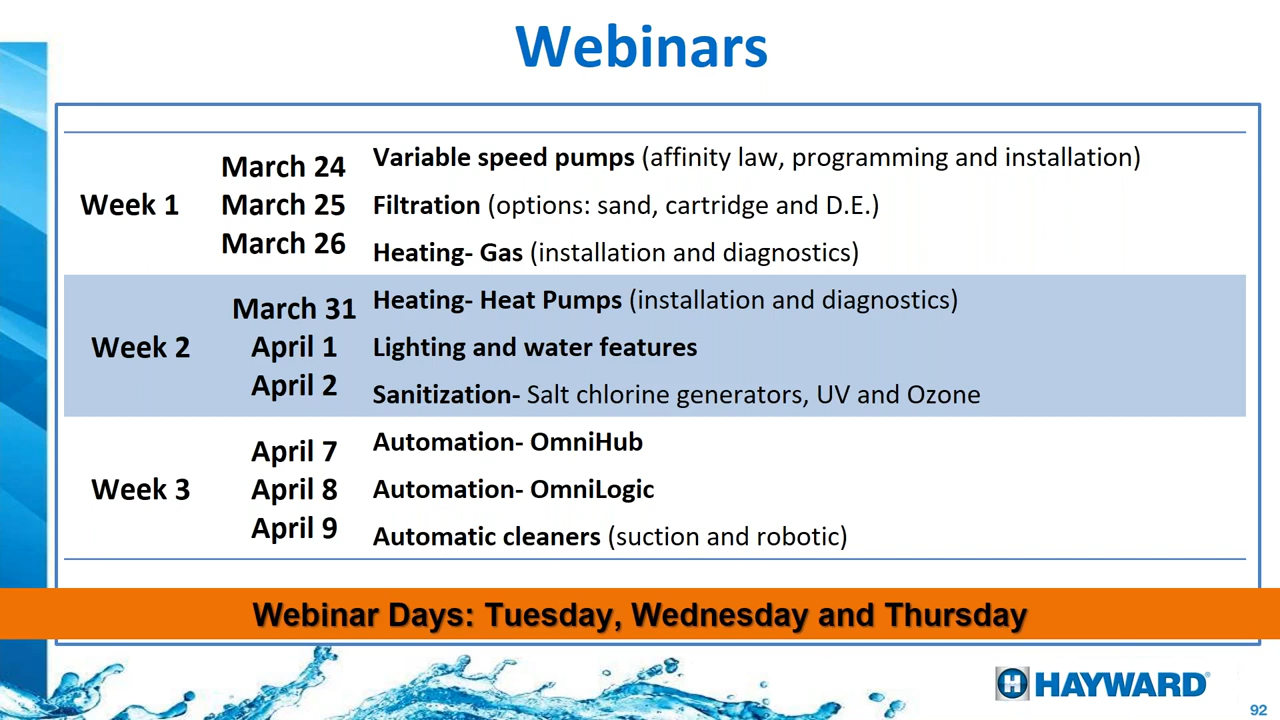 Webinars
Week 1
March 24
March 25
March 26
Variable speed pumps (affinity law, programming and installation)
Filtration (options: sand, cartridge and D.E.)
Heating- Gas (installation and diagnostics)
Week 2
March 31
April 1
April 2
Heating- Heat Pumps (installation and diagnostics)
Lighting and water features
Sanitization- Salt chlorine generators, UV and Ozone
Week 3
April 7
April 8
April 9
Automation- OmniHub
Automation- OmniLogic
Automatic cleaners (suction and robotic)
Webinar Days: Tuesday, Wednesday and Thursday
H HAYWARD®
92